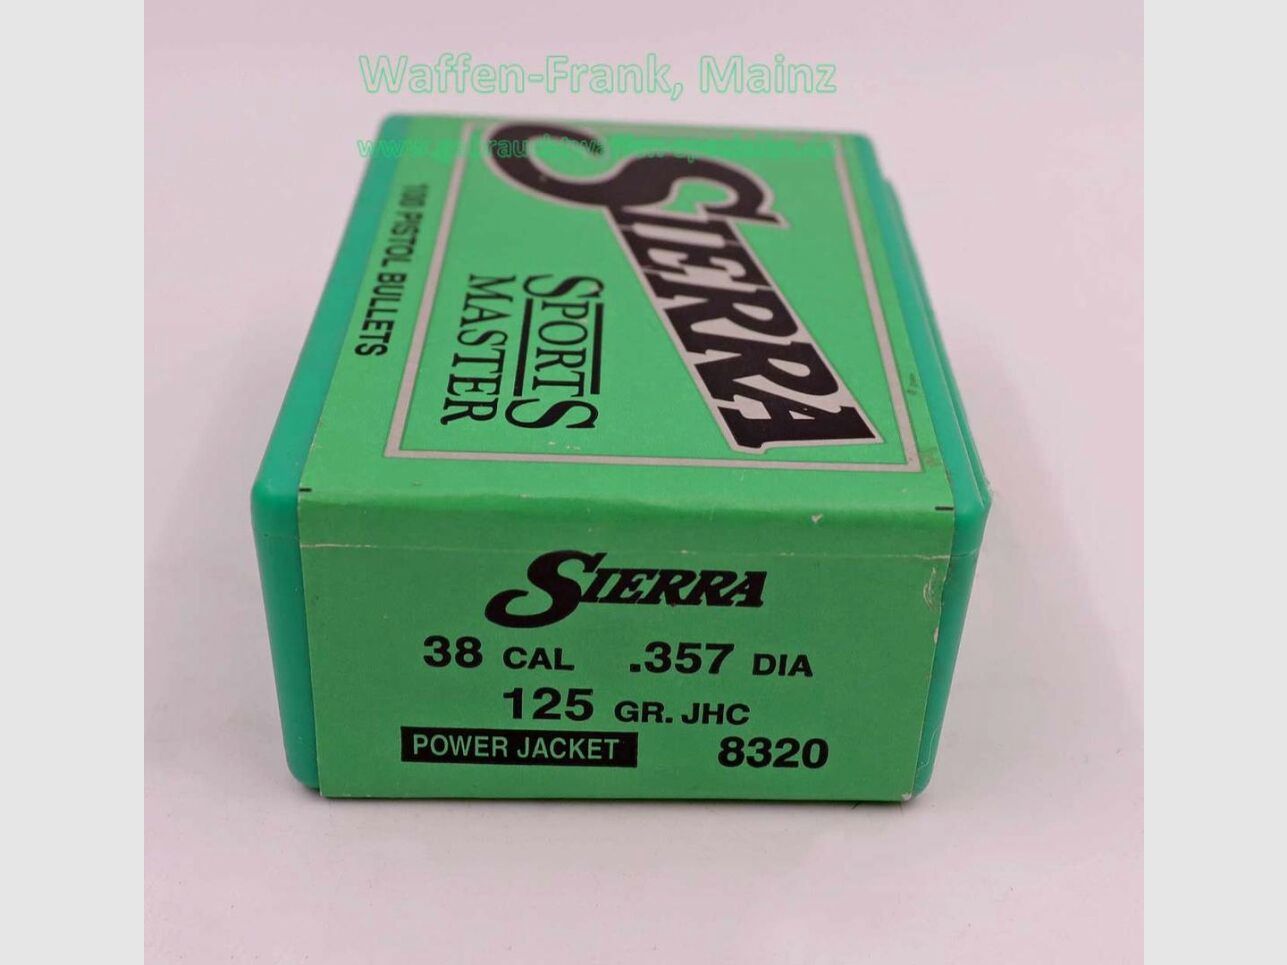 Waffen-Frank, Mainz
SIERRA
SPORTS
MASTER
100 PISTOL BULLETS
SIERRA
38 CAL .357 DIA
125 GR. JHC
POWER JACKET 8320